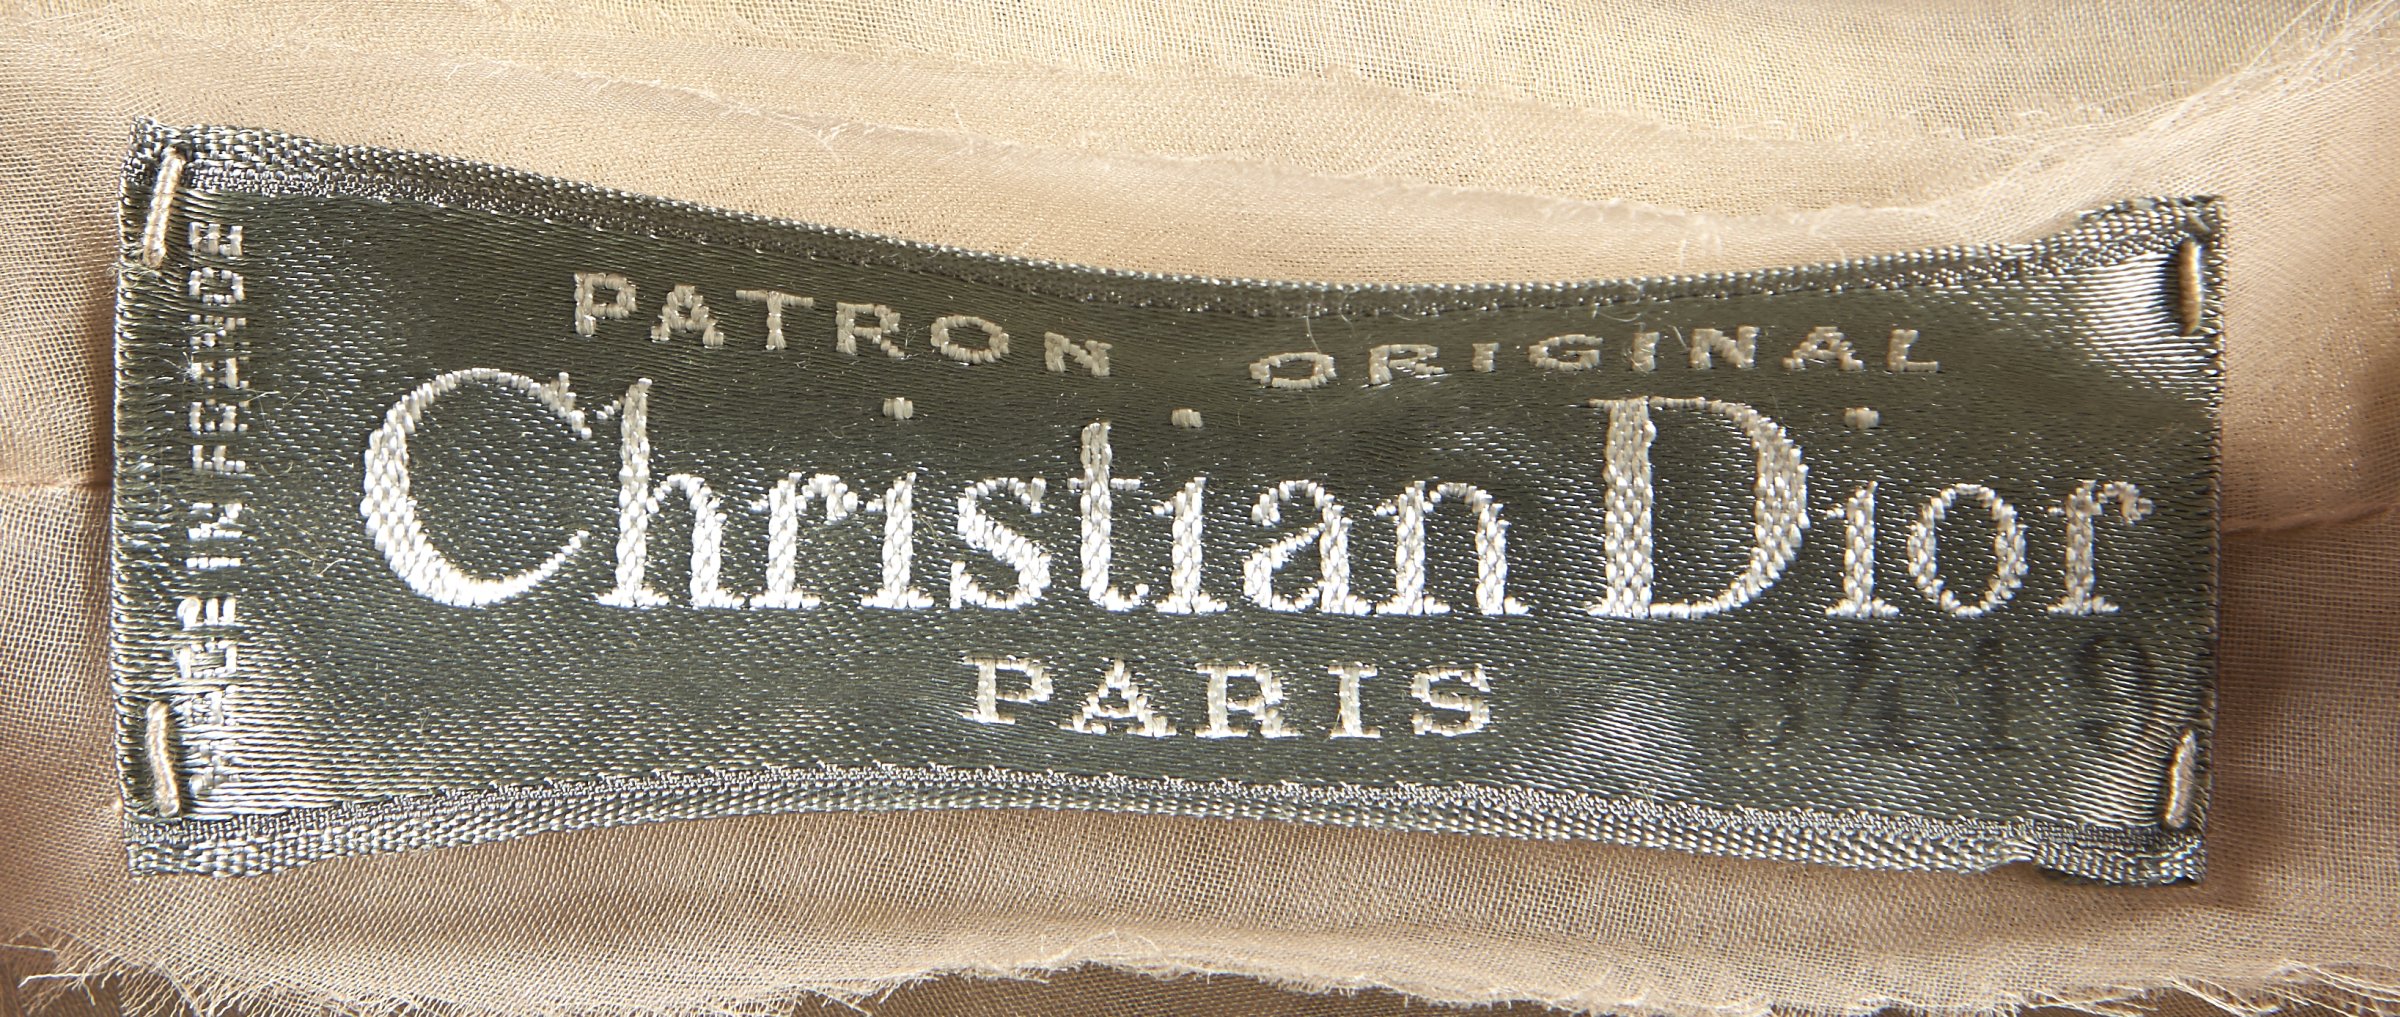 PATRON ORIGINAL
Christian Dior
PARIS
MADE IN FRANCE